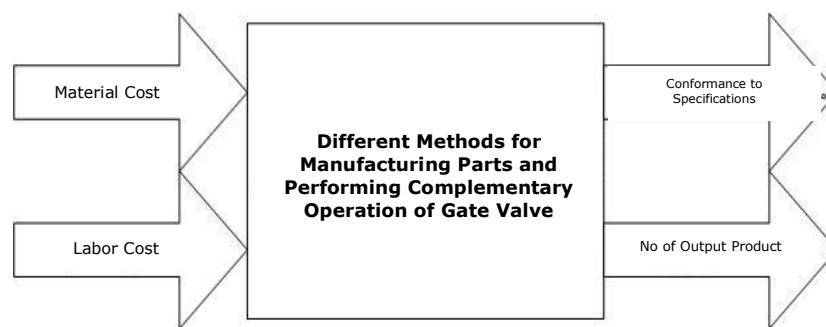 Material Cost
Labor Cost
Different Methods for
Manufacturing Parts and
Performing Complementary
Operation of Gate Valve
Conformance to
Specifications
No of Output Product